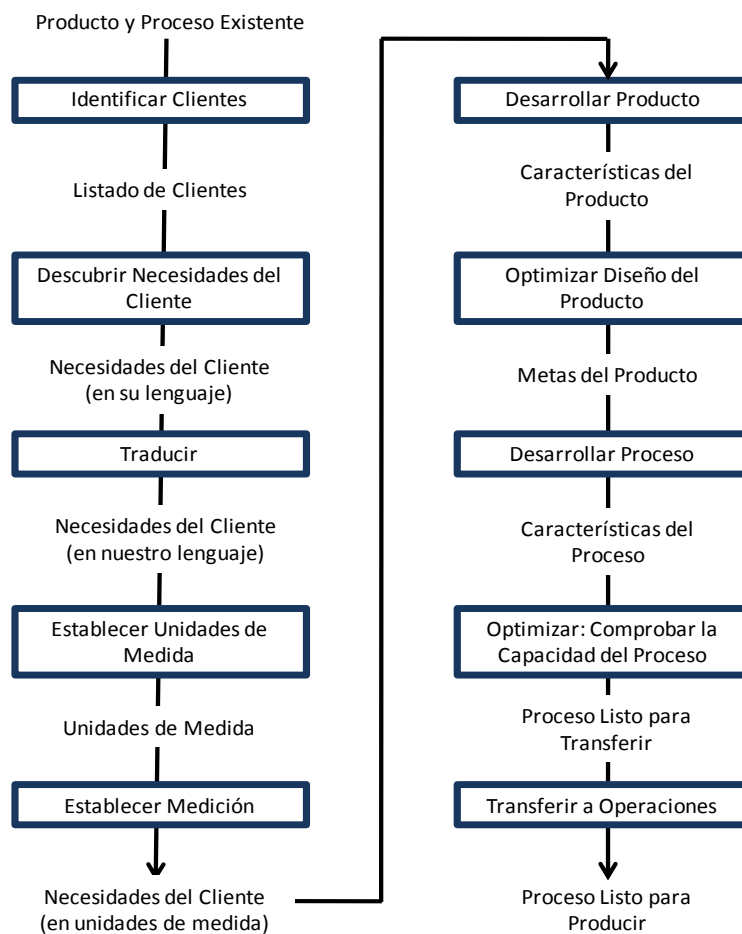 Producto y Proceso Existente
Identificar Clientes
Listado de Clientes
Descubrir Necesidades del
Cliente
Necesidades del Cliente
(en su lenguaje)
Traducir
Necesidades del Cliente
(en nuestro lenguaje)
Establecer Unidades de
Medida
Unidades de Medida
Establecer Medición
Necesidades del Cliente
(en unidades de medida)
Desarrollar Producto
Características del
Producto
Optimizar Diseño del
Producto
Metas del Producto
Desarrollar Proceso
Características del
Proceso
Optimizar: Comprobar la
Capacidad del Proceso
Proceso Listo para
Transferir
Transferir a Operaciones
Proceso Listo para
Producir